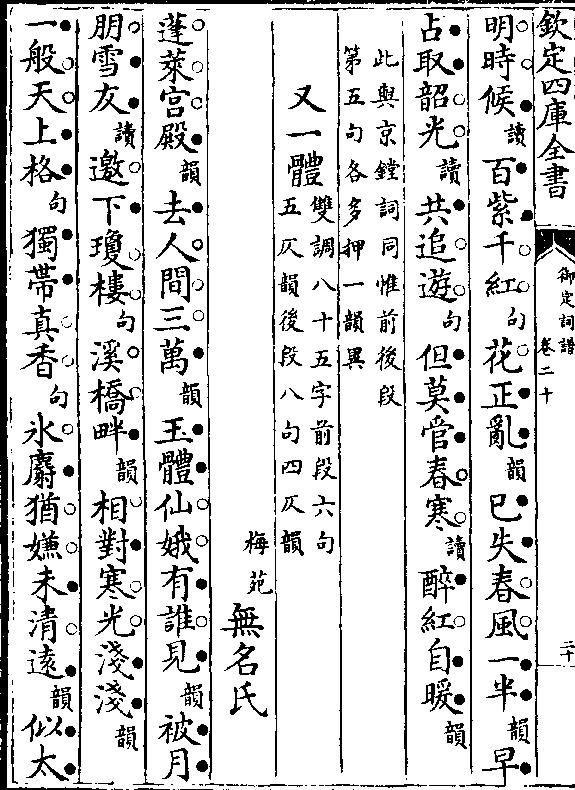 欽定四庫全書
御定詞譜
卷二十
二十
明時候讀百紫千紅句花正亂韻已失春風一半韻早
占取韶光讀共追遊句但莫管春寒讀醉紅自暖韻
此與京鏜詞同惟前後段
第五句各多押一韻異
又一體雙調八十五字前段六句
五仄韻後段八句四仄韻
梅苑無名氏
蓬萊宮殿韻去人間三萬韻玉體仙娥有誰見韻被月
朋雪友讀邀下瓊樓句溪橋畔韻相對寒光淺淺韻
一般天上格句獨帶真香句氷麝猶嫌未清遠韻似太